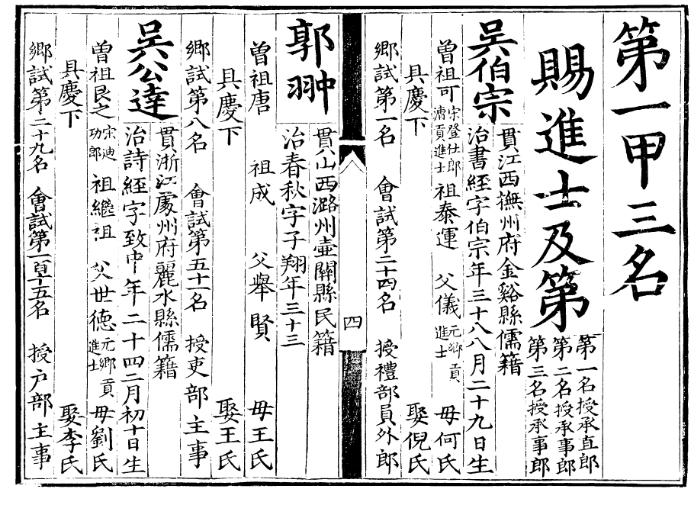 第一甲三名
賜進士及第
第一名授承直郎
第二名授承事郎
第三名授承事郎
吴伯宗
貫江西撫州府金谿縣儒籍
治書經字伯宗年三十八八月二十九日生
曽祖可
宗登仕郎
漕貢進士
祖泰運 父儀
元鄉貢
進士
母何氏
具慶下 娶倪氏
鄉試第一名 會試第二十四名 授禮部員外郎
四
郭翀
貫山西潞州壺關縣民籍
治春秋字子翔年三十三
曽祖唐 祖成 父舉賢 母王氏
具慶下 娶王氏
鄉試第八名 會試第五十名 授吏部主事
吴公達
貫浙江處州府麗水縣儒籍
治詩經字致中年二十四二月初十日生
曽祖艮之
宗迪
功郎
祖繼祖 父世德
元鄉貢
進士
母劉氏
具慶下 娶李氏
鄉試第二十九名 會試第一百十五名 授户部主事